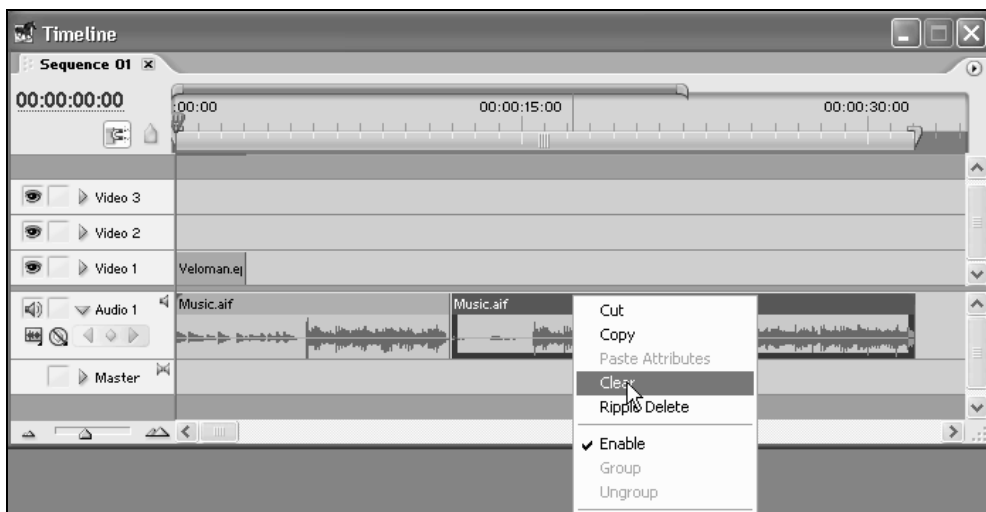 Timeline
Sequence 01
00:00:00:00
:00:00 00:00:15:00 00:00:30:00
Video 3
Video 2
Video 1 Veloman.ej
Audio 1 Music.aif Music.aif
Master
Cut
Copy
Paste Attributes
Clear
Ripple Delete
Enable
Group
Ungroup